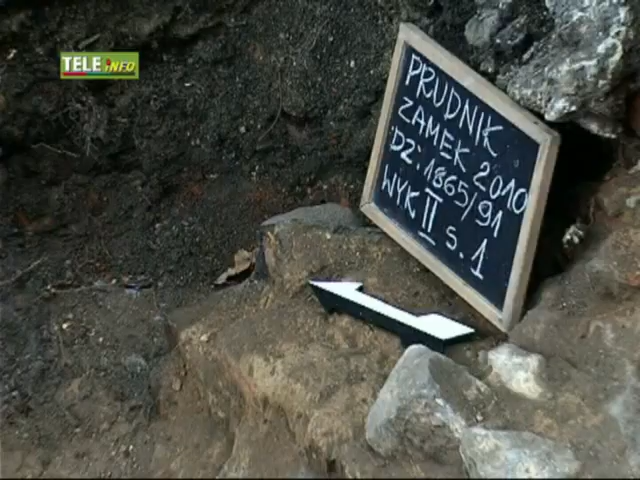 TELE iNFO
PRUDNIK
ZAMEK 2010
DZ: 1865/91
WYK II s.1